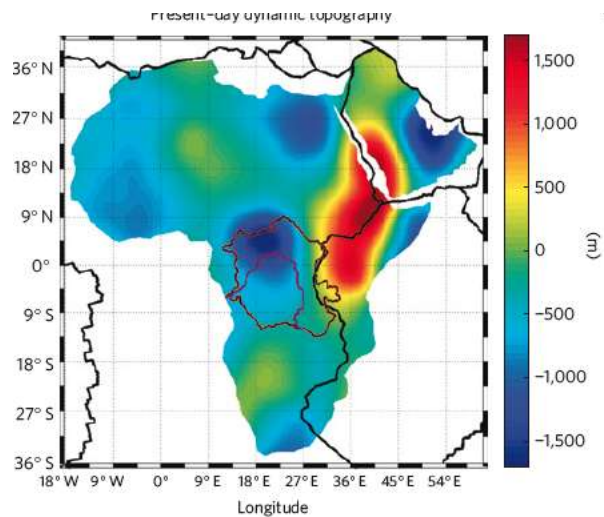 Present-day dynamic topography
36° N
27° N
18° N
9° N
0°
9° S
18° S
27° S
36° S
18° W 9° W 0° 9° E 18° E 27° E 36° E 45° E 54° E
Longitude
1,500
1,000
500
0
−500
−1,000
−1,500
(m)